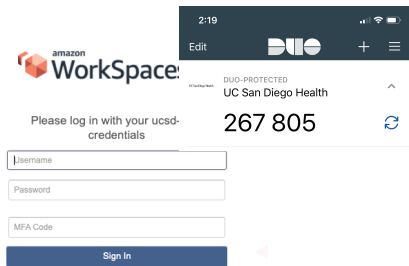 amazon
WorkSpaces
Please log in with your ucsd-
credentials
Username
Password
MFA Code
Sign In
2:19
Edit
DUO
DUO-PROTECTED
UC San Diego Health
267 805